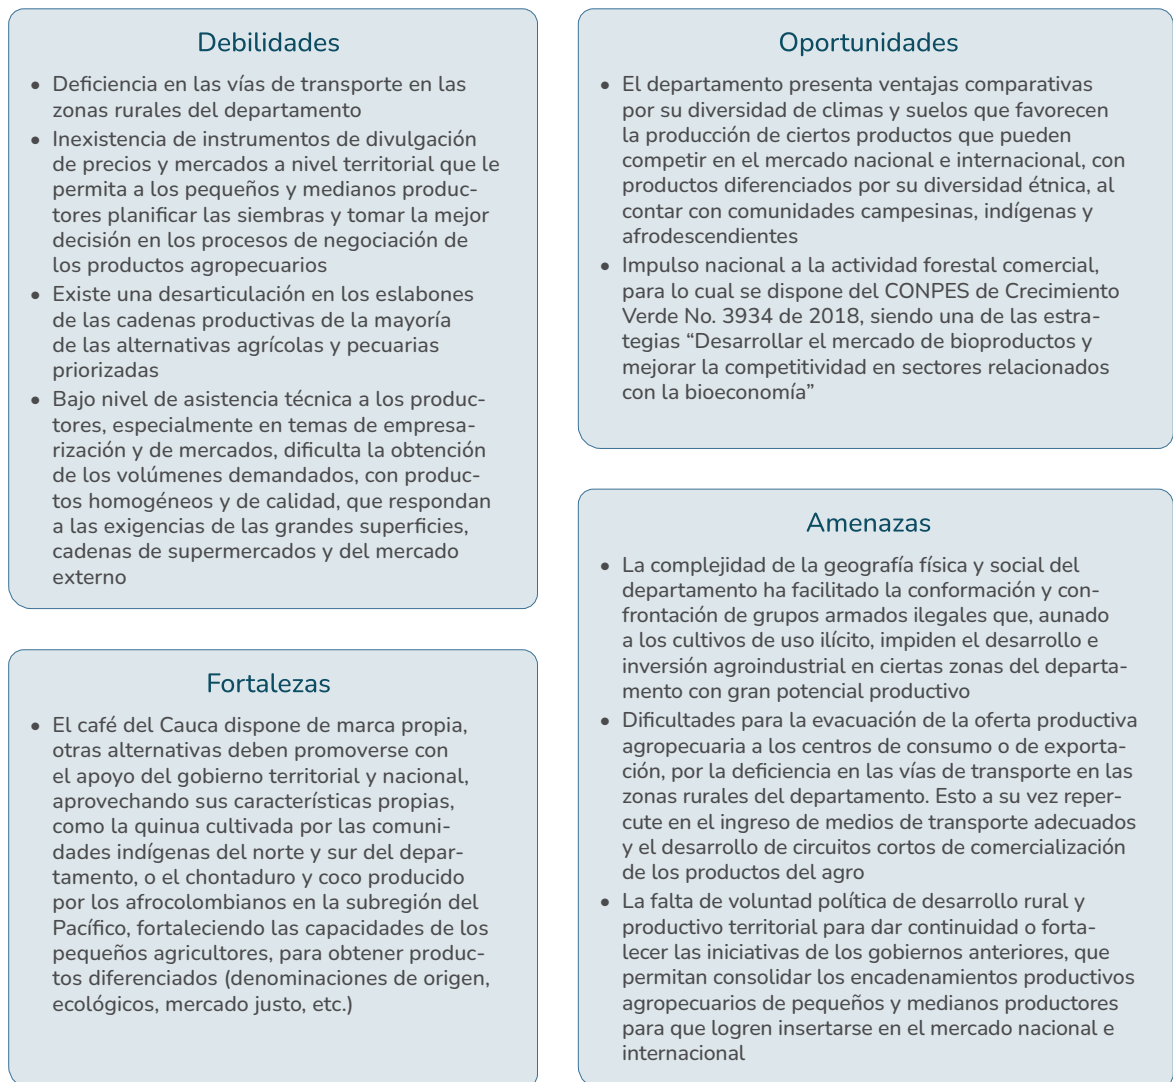 Debilidades
• Deficiencia en las vías de transporte en las
zonas rurales del departamento
• Inexistencia de instrumentos de divulgación
de precios y mercados a nivel territorial que le
permita a los pequeños y medianos produc-
tores planificar las siembras y tomar la mejor
decisión en los procesos de negociación de
los productos agropecuarios
• Existe una desarticulación en los eslabones
de las cadenas productivas de la mayoría
de las alternativas agrícolas y pecuarias
priorizadas
• Bajo nivel de asistencia técnica a los produc-
tores, especialmente en temas de empresa-
rización y de mercados, dificulta la obtención
de los volúmenes demandados, con produc-
tos homogéneos y de calidad, que respondan
a las exigencias de las grandes superficies,
cadenas de supermercados y del mercado
externo
Oportunidades
• El departamento presenta ventajas comparativas
por su diversidad de climas y suelos que favorecen
la producción de ciertos productos que pueden
competir en el mercado nacional e internacional, con
productos diferenciados por su diversidad étnica, al
contar con comunidades campesinas, indígenas y
afrodescendientes
• Impulso nacional a la actividad forestal comercial,
para lo cual se dispone del CONPES de Crecimiento
Verde No. 3934 de 2018, siendo una de las estra-
tegias “Desarrollar el mercado de bioproductos y
mejorar la competitividad en sectores relacionados
con la bioeconomía”
Fortalezas
• El café del Cauca dispone de marca propia,
otras alternativas deben promoverse con
el apoyo del gobierno territorial y nacional,
aprovechando sus características propias,
como la quinua cultivada por las comuni-
dades indígenas del norte y sur del depar-
tamento, o el chontaduro y coco producido
por los afrocolombianos en la subregión del
Pacífico, fortaleciendo las capacidades de los
pequeños agricultores, para obtener produc-
tos diferenciados (denominaciones de origen,
ecológicos, mercado justo, etc.)
Amenazas
• La complejidad de la geografía física y social del
departamento ha facilitado la conformación y con-
frontación de grupos armados ilegales que, aunado
a los cultivos de uso ilícito, impiden el desarrollo e
inversión agroindustrial en ciertas zonas del departa-
mento con gran potencial productivo
• Dificultades para la evacuación de la oferta productiva
agropecuaria a los centros de consumo o de exporta-
ción, por la deficiencia en las vías de transporte en las
zonas rurales del departamento. Esto a su vez reper-
cute en el ingreso de medios de transporte adecuados
y el desarrollo de circuitos cortos de comercialización
de los productos del agro
• La falta de voluntad política de desarrollo rural y
productivo territorial para dar continuidad o forta-
lecer las iniciativas de los gobiernos anteriores, que
permitan consolidar los encadenamientos productivos
agropecuarios de pequeños y medianos productores
para que logren insertarse en el mercado nacional e
internacional